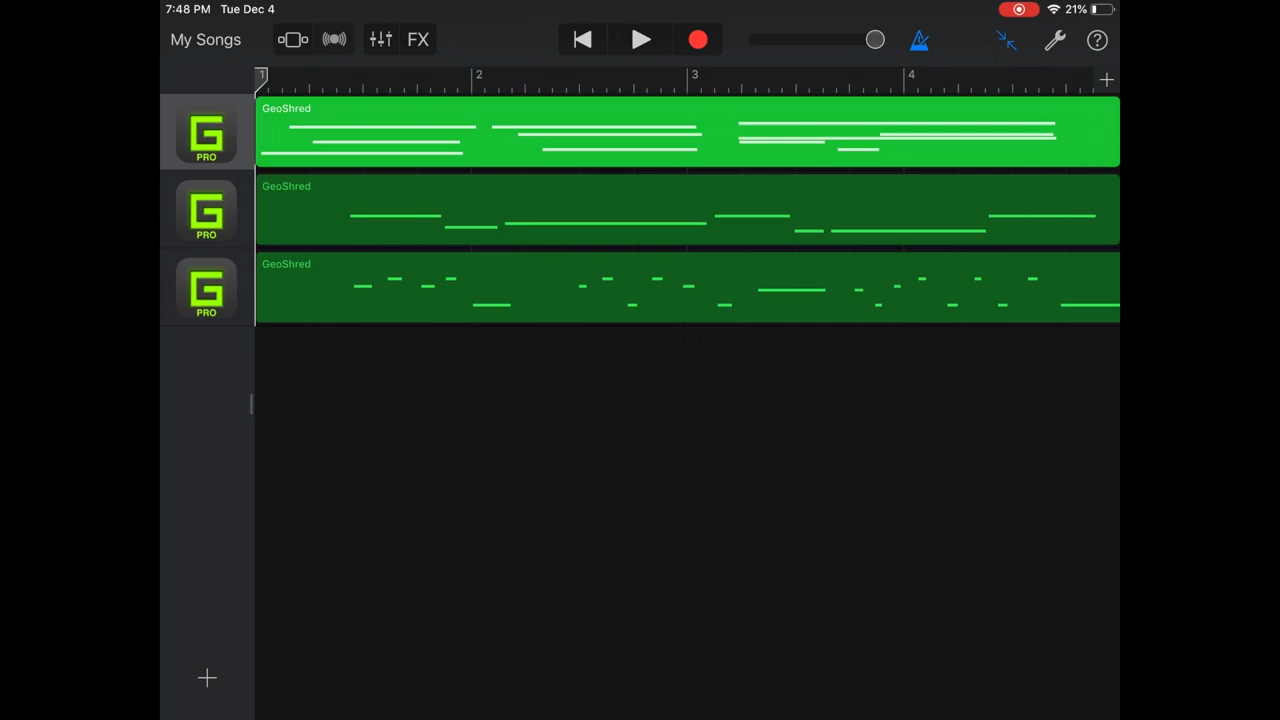 7:48 PM Tue Dec 4 21%
My Songs FX
1 2 3 4
GeoShred
PRO
GeoShred
PRO
GeoShred
PRO